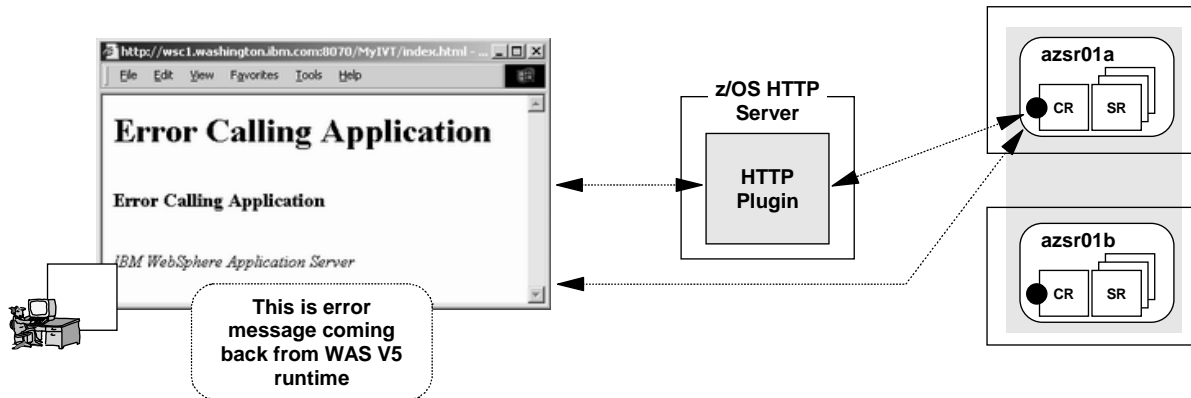 http://wsc1.washington.ibm.com:8070/MyIVT/index.html - ...
File Edit View Favorites Tools Help
Error Calling Application
Error Calling Application
IBM WebSphere Application Server
This is error
message coming
back from WAS V5
runtime
z/OS HTTP
Server
HTTP
Plugin
azsr01a
CR SR
azsr01b
CR SR